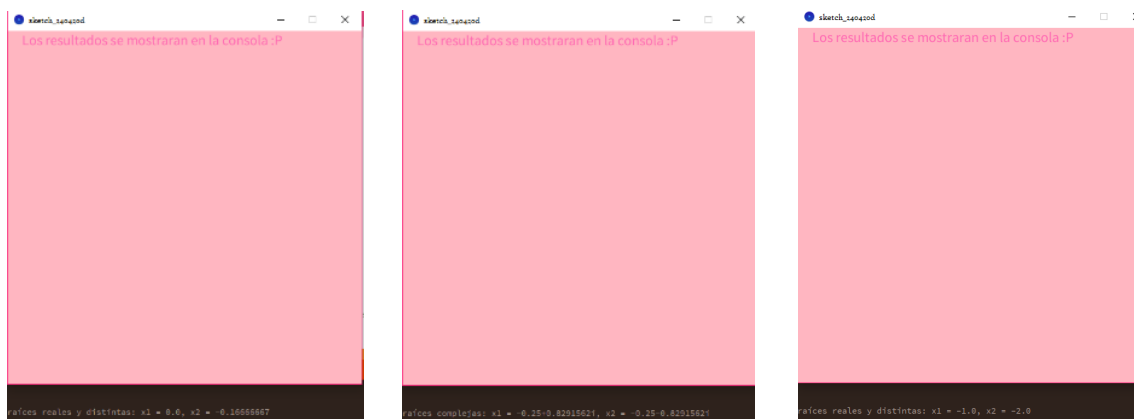 sketch_240420d
Los resultados se mostraran en la consola :P
raíces reales y distintas: x1 = 0.0, x2 = -0.16666667
sketch_240420d
Los resultados se mostraran en la consola :P
raíces complejas: x1 = -0.25+0.8291562i, x2 = -0.25-0.8291562i
sketch_240420d
Los resultados se mostraran en la consola :P
raíces reales y distintas: x1 = -1.0, x2 = -2.0